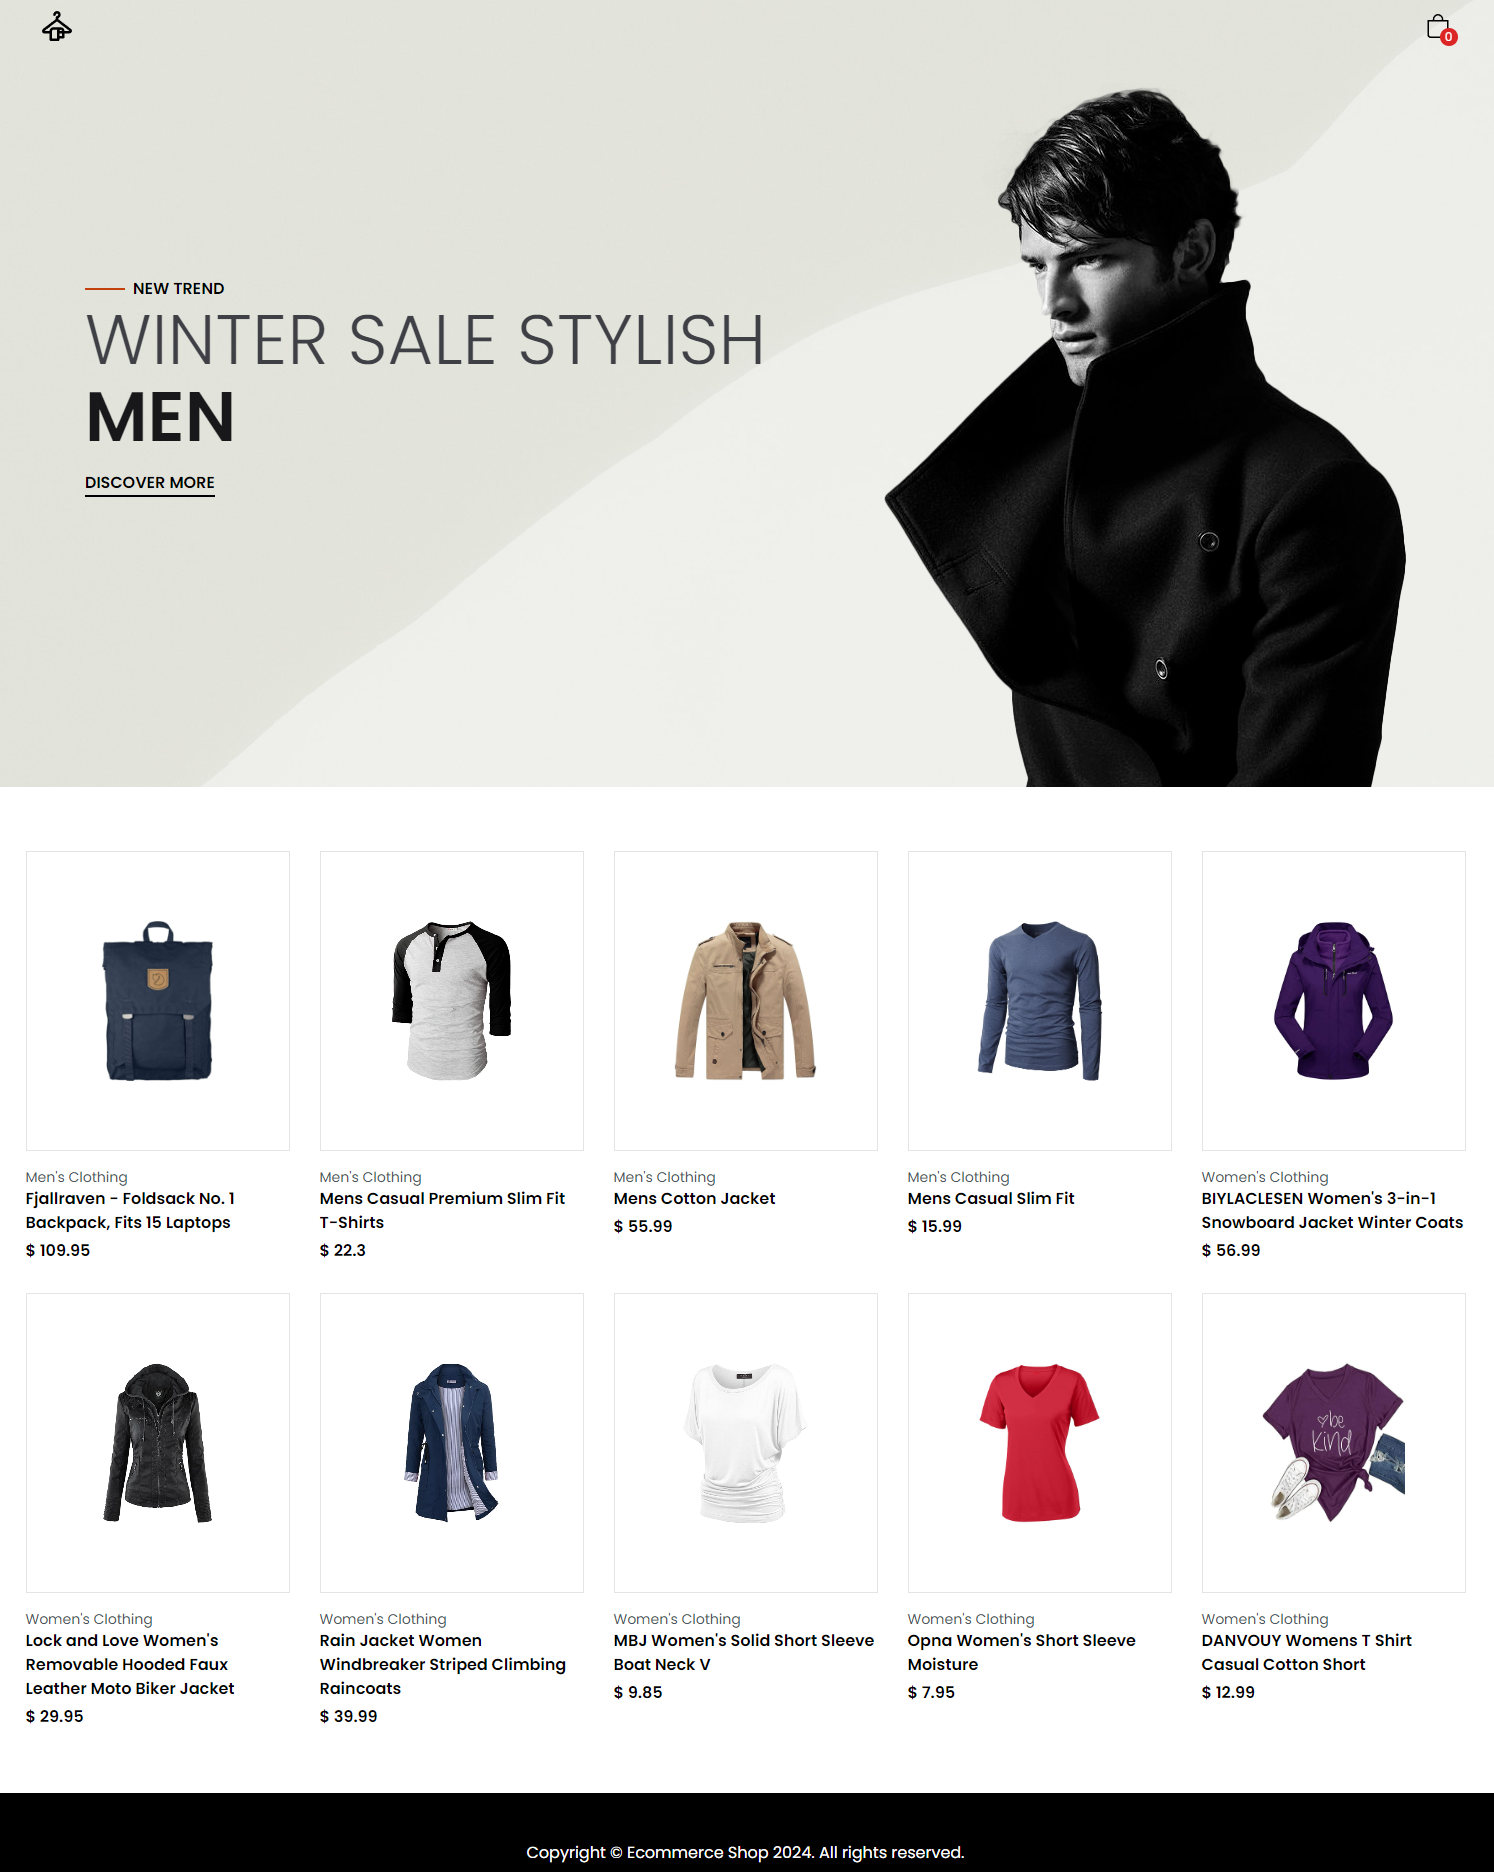 0
NEW TREND
WINTER SALE STYLISH
MEN
DISCOVER MORE
Men's Clothing
Fjallraven - Foldsack No. 1
Backpack, Fits 15 Laptops
$ 109.95
Men's Clothing
Mens Casual Premium Slim Fit
T-Shirts
$ 22.3
Men's Clothing
Mens Cotton Jacket
$ 55.99
Men's Clothing
Mens Casual Slim Fit
$ 15.99
Women's Clothing
BIYLACLESEN Women's 3-in-1
Snowboard Jacket Winter Coats
$ 56.99
Women's Clothing
Lock and Love Women's
Removable Hooded Faux
Leather Moto Biker Jacket
$ 29.95
Women's Clothing
Rain Jacket Women
Windbreaker Striped Climbing
Raincoats
$ 39.99
Women's Clothing
MBJ Women's Solid Short Sleeve
Boat Neck V
$ 9.85
Women's Clothing
Opna Women's Short Sleeve
Moisture
$ 7.95
be
kind
Women's Clothing
DANVOUY Womens T Shirt
Casual Cotton Short
$ 12.99
Copyright © Ecommerce Shop 2024. All rights reserved.